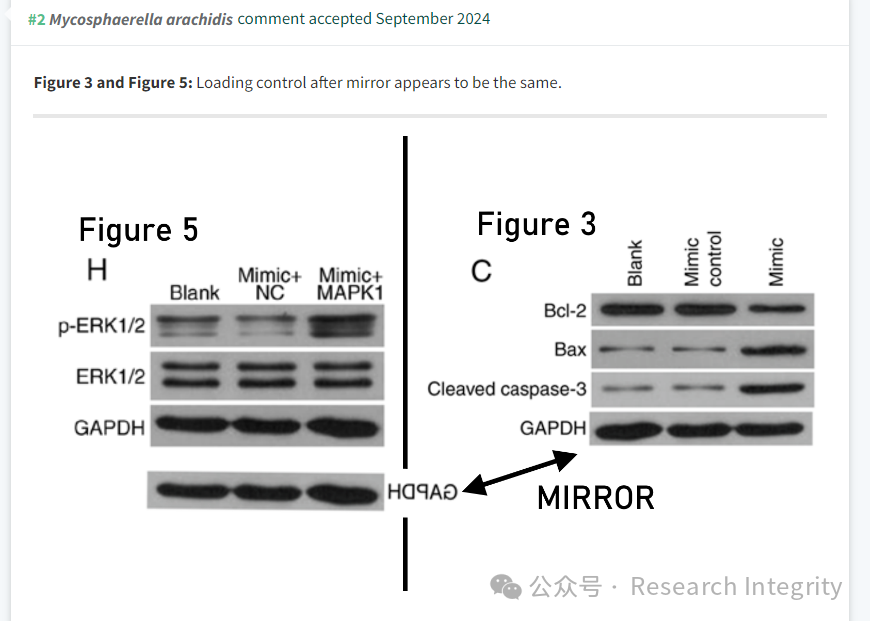 #2 Mycosphaerella arachidis comment accepted September 2024
Figure 3 and Figure 5: Loading control after mirror appears to be the same.
Figure 5
H
Blank
Mimic+
NC
Mimic+
MAPK1
p-ERK1/2
ERK1/2
GAPDH
GAPDH
Figure 3
C
Blank
Mimic
control
Mimic
Bcl-2
Bax
Cleaved caspase-3
GAPDH
MIRROR
公众号 · Research Integrity